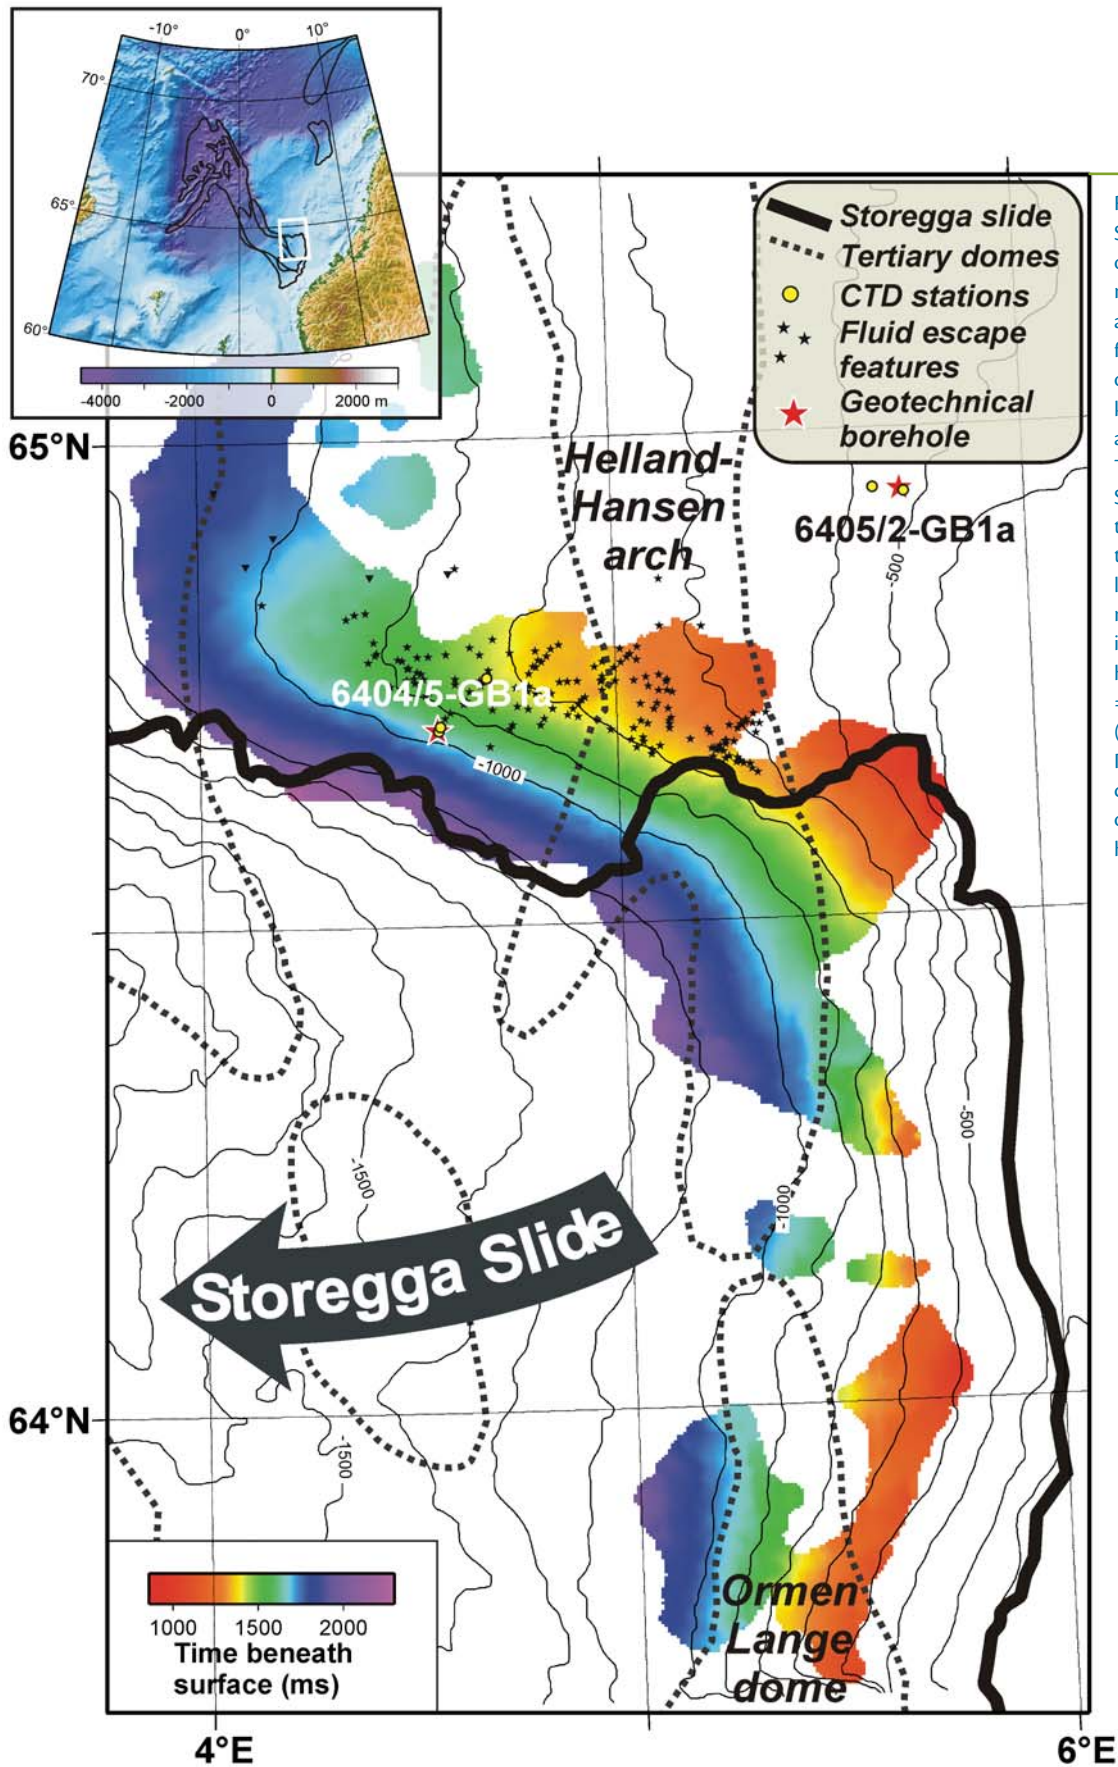 -10°
0°
10°
70°
65°
60°
-4000
-2000
0
2000 m
Storegga slide
Tertiary domes
CTD stations
Fluid escape
features
Geotechnical
borehole
65°N
Helland-
Hansen
arch
6405/2-GB1a
-500
6404/5-GB1a
-1000
-500
-1500
-1000
Storegga Slide
64°N
-1500
1000
1500
2000
Time beneath
surface (ms)
Ormen
Lange
dome
4°E
6°E